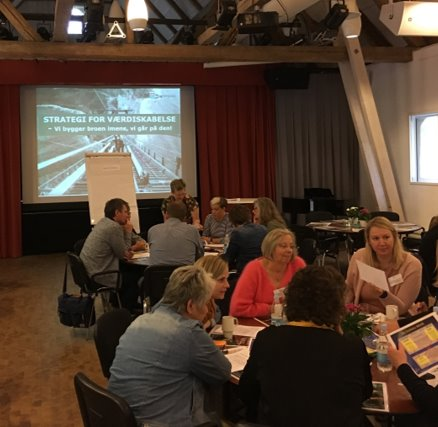 STRATEGI FOR VÆRDISKABELSE
- Vi bygger broen imens, vi går på den!